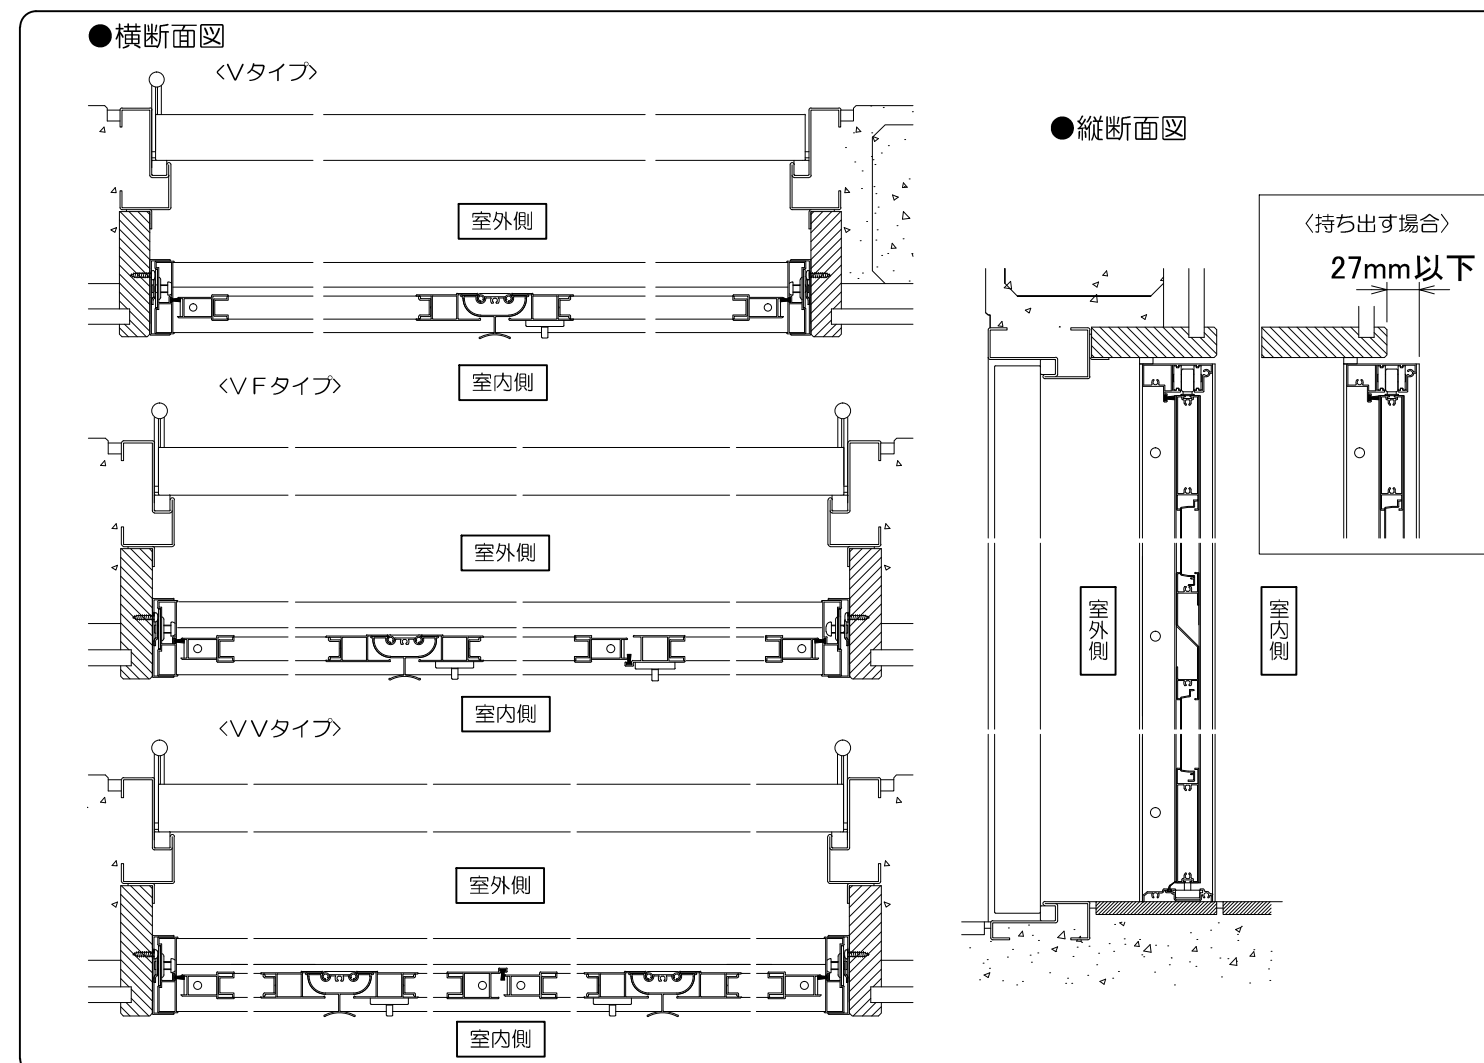 ●横断面図
〈Vタイプ〉
室外側
室内側
〈VFタイプ〉
室外側
室内側
〈VVタイプ〉
室外側
室内側
●縦断面図
〈持ち出す場合〉
27mm以下
室外側
室内側